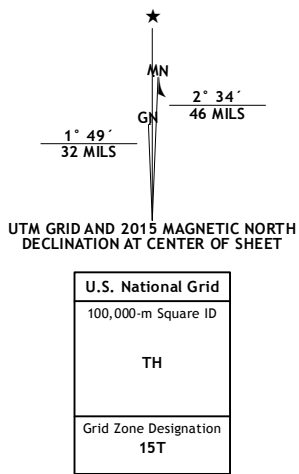 MN
GN
2° 34´
46 MILS
1° 49´
32 MILS
UTM GRID AND 2015 MAGNETIC NORTH
DECLINATION AT CENTER OF SHEET
U.S. National Grid
100,000-m Square ID
TH
Grid Zone Designation
15T